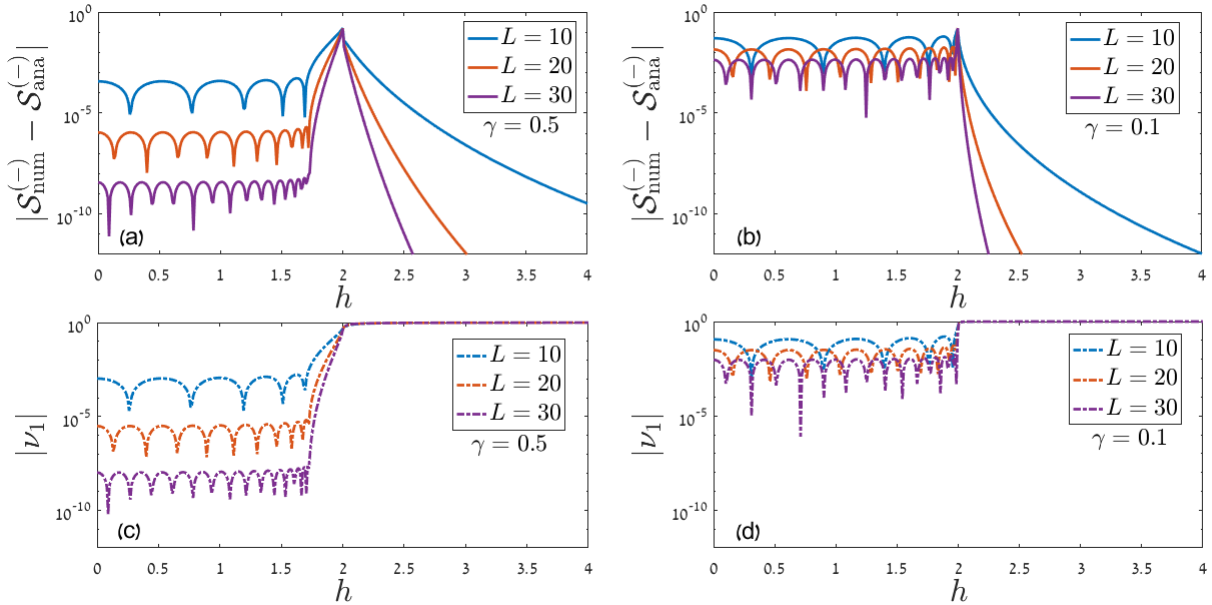 |𝒮_num^(−) − 𝒮_ana^(−)|
10^0
10^-5
10^-10
L = 10
L = 20
L = 30
γ = 0.5
(a)
0 0.5 1 1.5 2 2.5 3 3.5 4
h
|𝒮_num^(−) − 𝒮_ana^(−)|
10^0
10^-5
10^-10
L = 10
L = 20
L = 30
γ = 0.1
(b)
0 0.5 1 1.5 2 2.5 3 3.5 4
h
|ν_1|
10^0
10^-5
10^-10
L = 10
L = 20
L = 30
γ = 0.5
(c)
0 0.5 1 1.5 2 2.5 3 3.5 4
h
|ν_1|
10^0
10^-5
10^-10
L = 10
L = 20
L = 30
γ = 0.1
(d)
0 0.5 1 1.5 2 2.5 3 3.5 4
h